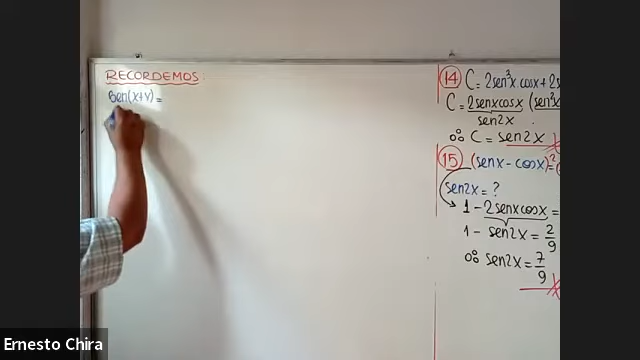 RECORDEMOS:
Sen(x+y) =
14 C = 2sen³x cosx + 2s
C = 2senxcosx (sen²x
sen2x
∴ C = sen2x
15 (senx - cosx)² =
sen2x = ?
1 - 2senxcosx =
1 - sen2x = 2/9
∴ sen2x = 7/9
Ernesto Chira